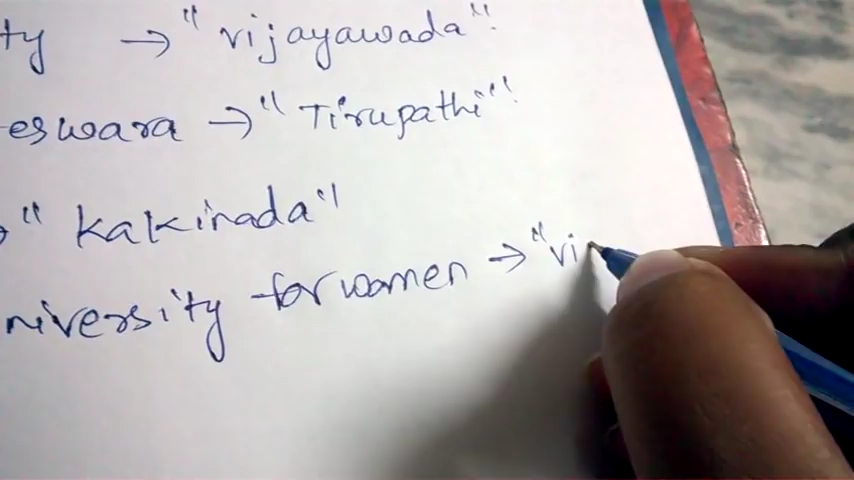 ty → "vijayawada".
eswara → "Tirupathi".
→ "kakinada"
niversity for women → "vi